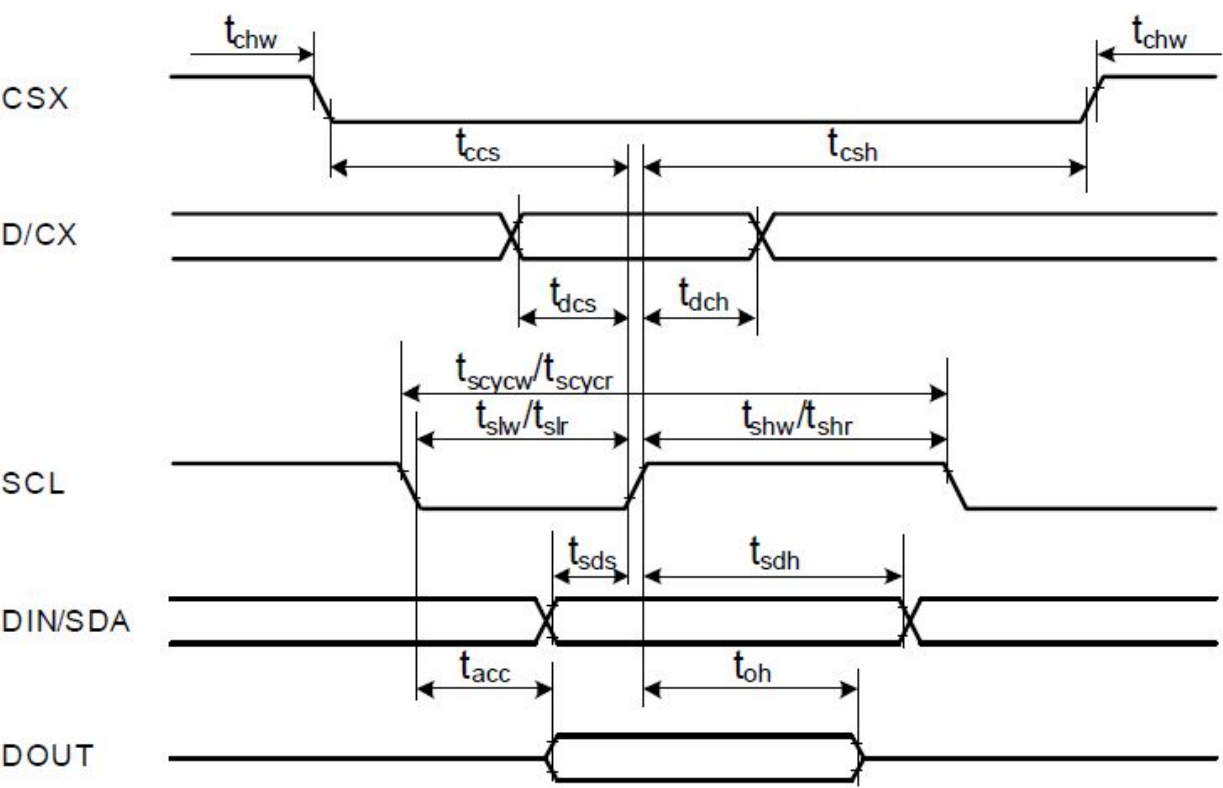 tchw tchw
CSX
tccs tcsh
D/CX
tdcs tdch
tscycw/tscycr
tslw/tslr tshw/tshr
SCL
tsds tsdh
DIN/SDA
tacc toh
DOUT